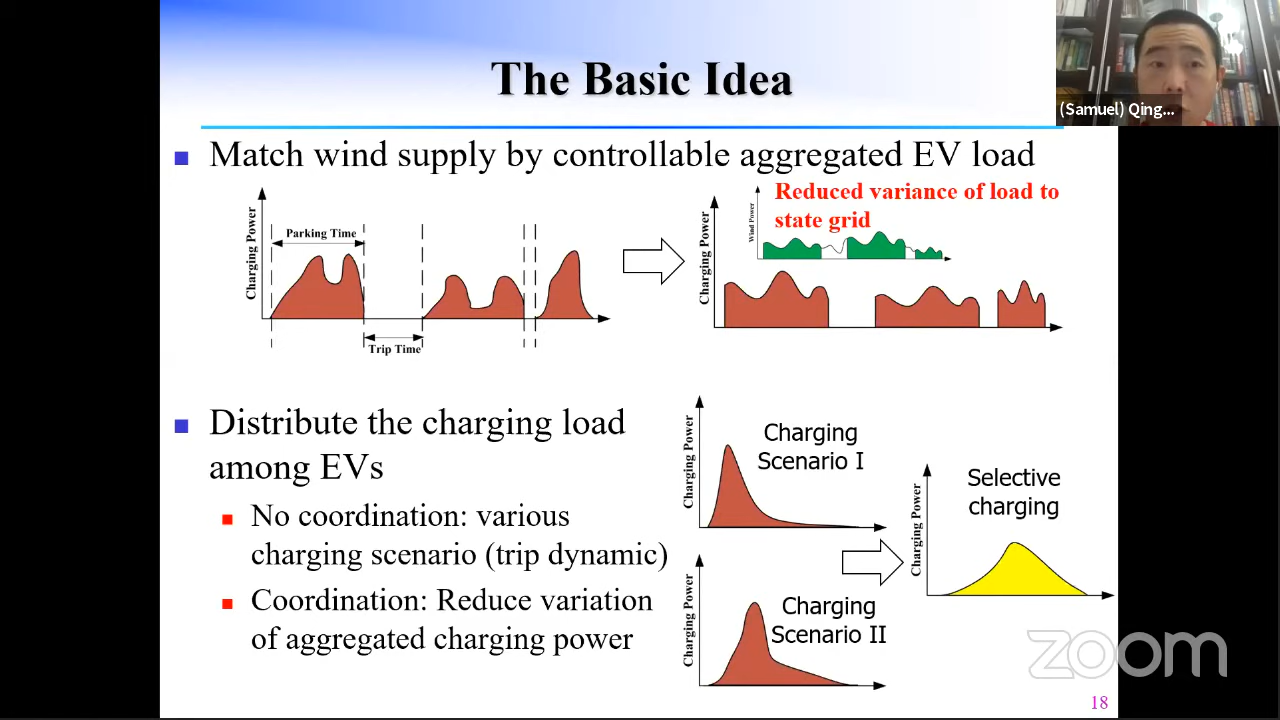 The Basic Idea
(Samuel) Qing...
Match wind supply by controllable aggregated EV load
Charging Power
Parking Time
Trip Time
Charging Power
Wind Power
Reduced variance of load to
state grid
Distribute the charging load
among EVs
No coordination: various
charging scenario (trip dynamic)
Coordination: Reduce variation
of aggregated charging power
Charging Power
Charging
Scenario I
Charging Power
Charging
Scenario II
Charging Power
Selective
charging
zoom
18